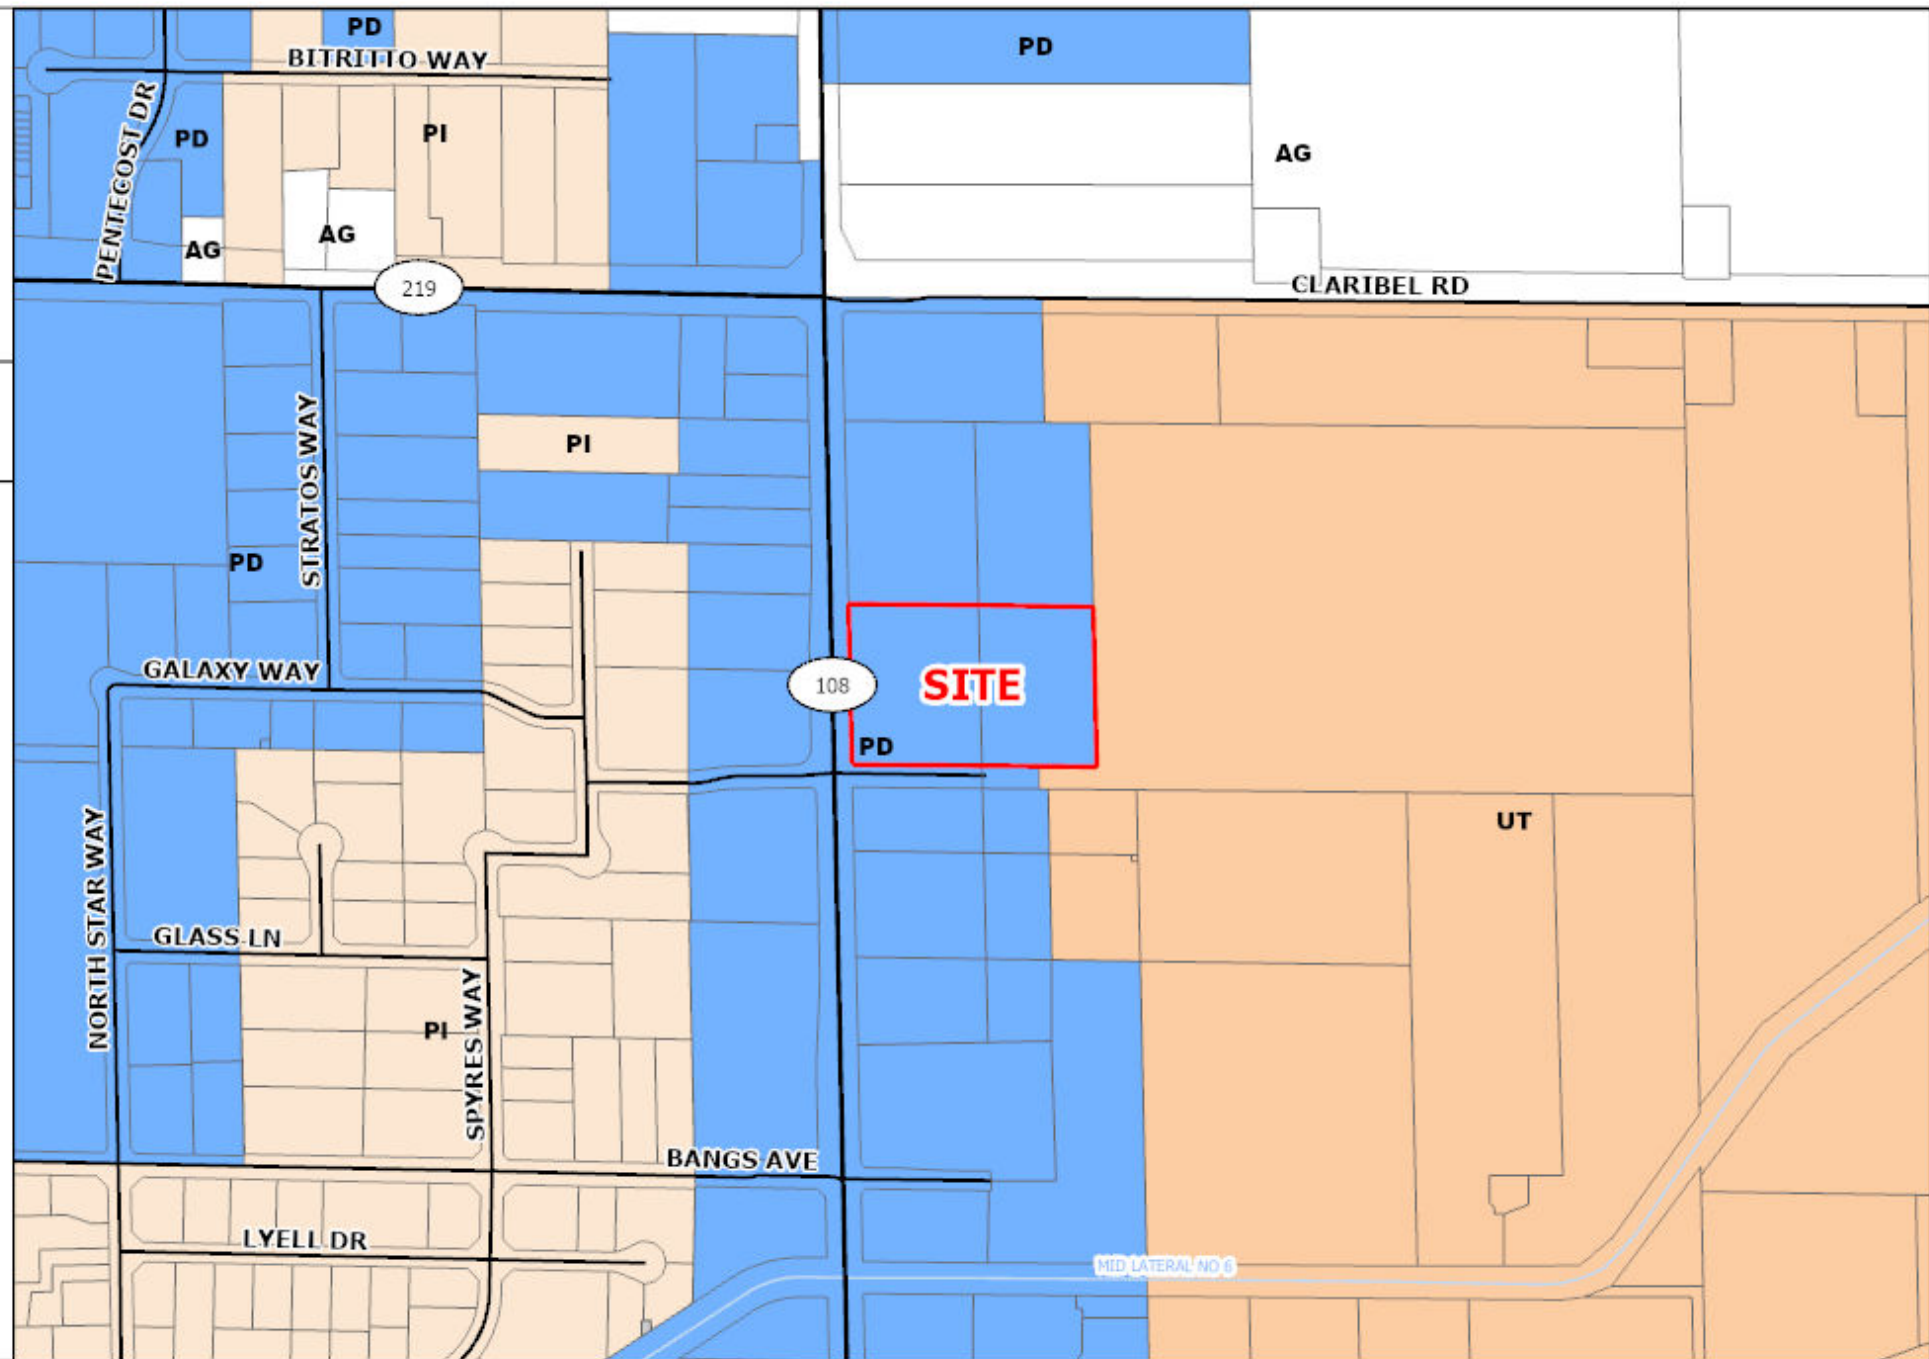 PD
BITRITTO WAY
PD
PENTECOST DR
PD
PI
AG
AG
AG
219
CLARIBEL RD
STRATOS WAY
PI
PD
GALAXY WAY
108
SITE
PD
NORTH STAR WAY
UT
GLASS LN
SPYRES WAY
PI
BANGS AVE
LYELL DR
MID LATERAL NO 6